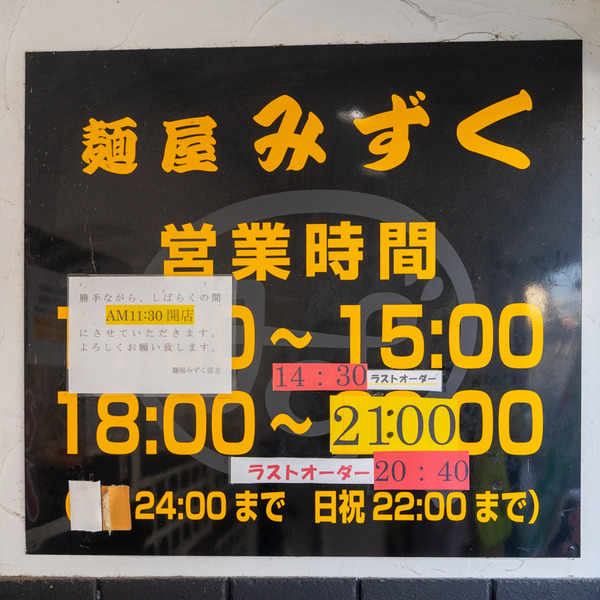 麺屋みずく
営業時間
勝手ながら、しばらくの間
AM11:30 開店
にさせていただきます。
よろしくお願い致します。
麺屋みずく店主
1 0 ~ 15:00
14：30 ラストオーダー
18:00 ~ 21:00 00
ラストオーダー 20：40
( 24:00 まで 日祝 22:00 まで)